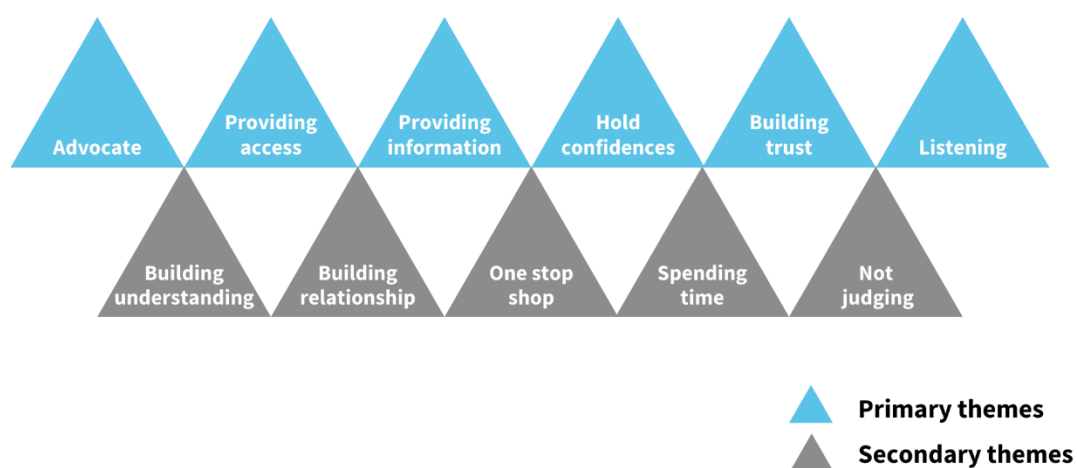 Advocate
Providing
access
Providing
information
Hold
confidences
Building
trust
Listening
Building
understanding
Building
relationship
One stop
shop
Spending
time
Not
judging
Primary themes
Secondary themes